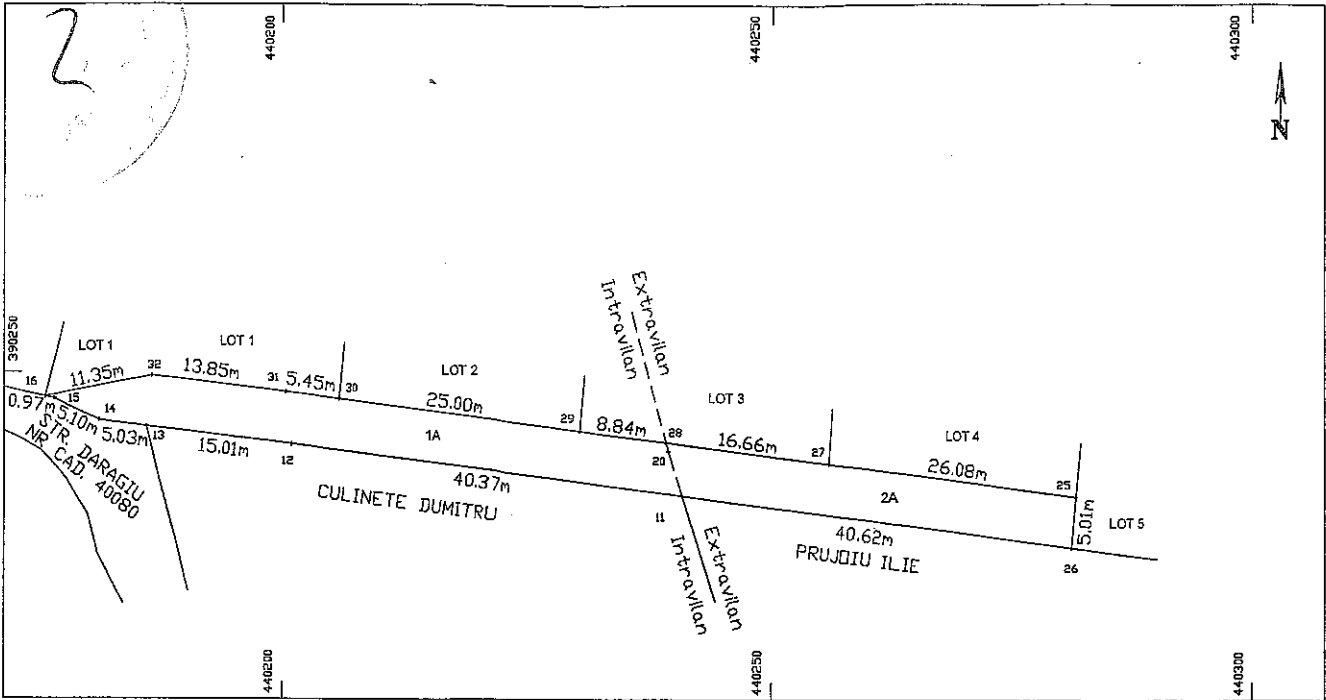 2
440200
440250
440300
N
Extravilan
Intravilan
390250
LOT 1
LOT 1
LOT 2
LOT 3
LOT 4
LOT 5
16
11.35m
32
13.85m
31
5.45m
30
25.00m
29
8.84m
28
16.66m
27
26.08m
25
0.97m
15
5.10m
14
5.03m
13
15.01m
12
1A
40.37m
20
11
2A
40.62m
5.01m
26
STR. DARAGIU
NR. CAD. 40080
CULINETE DUMITRU
PRUJOIU ILIE
Extravilan
Intravilan
440200
440250
440300